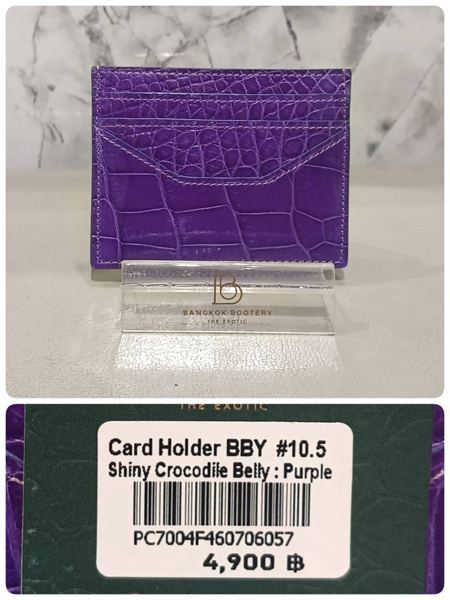 B
BANGKOK BOOTERY
THE EXOTIC
THE EXOTIC
Card Holder BBY #10.5
Shiny Crocodile Belly : Purple
PC7004F460706057
4,900 ฿